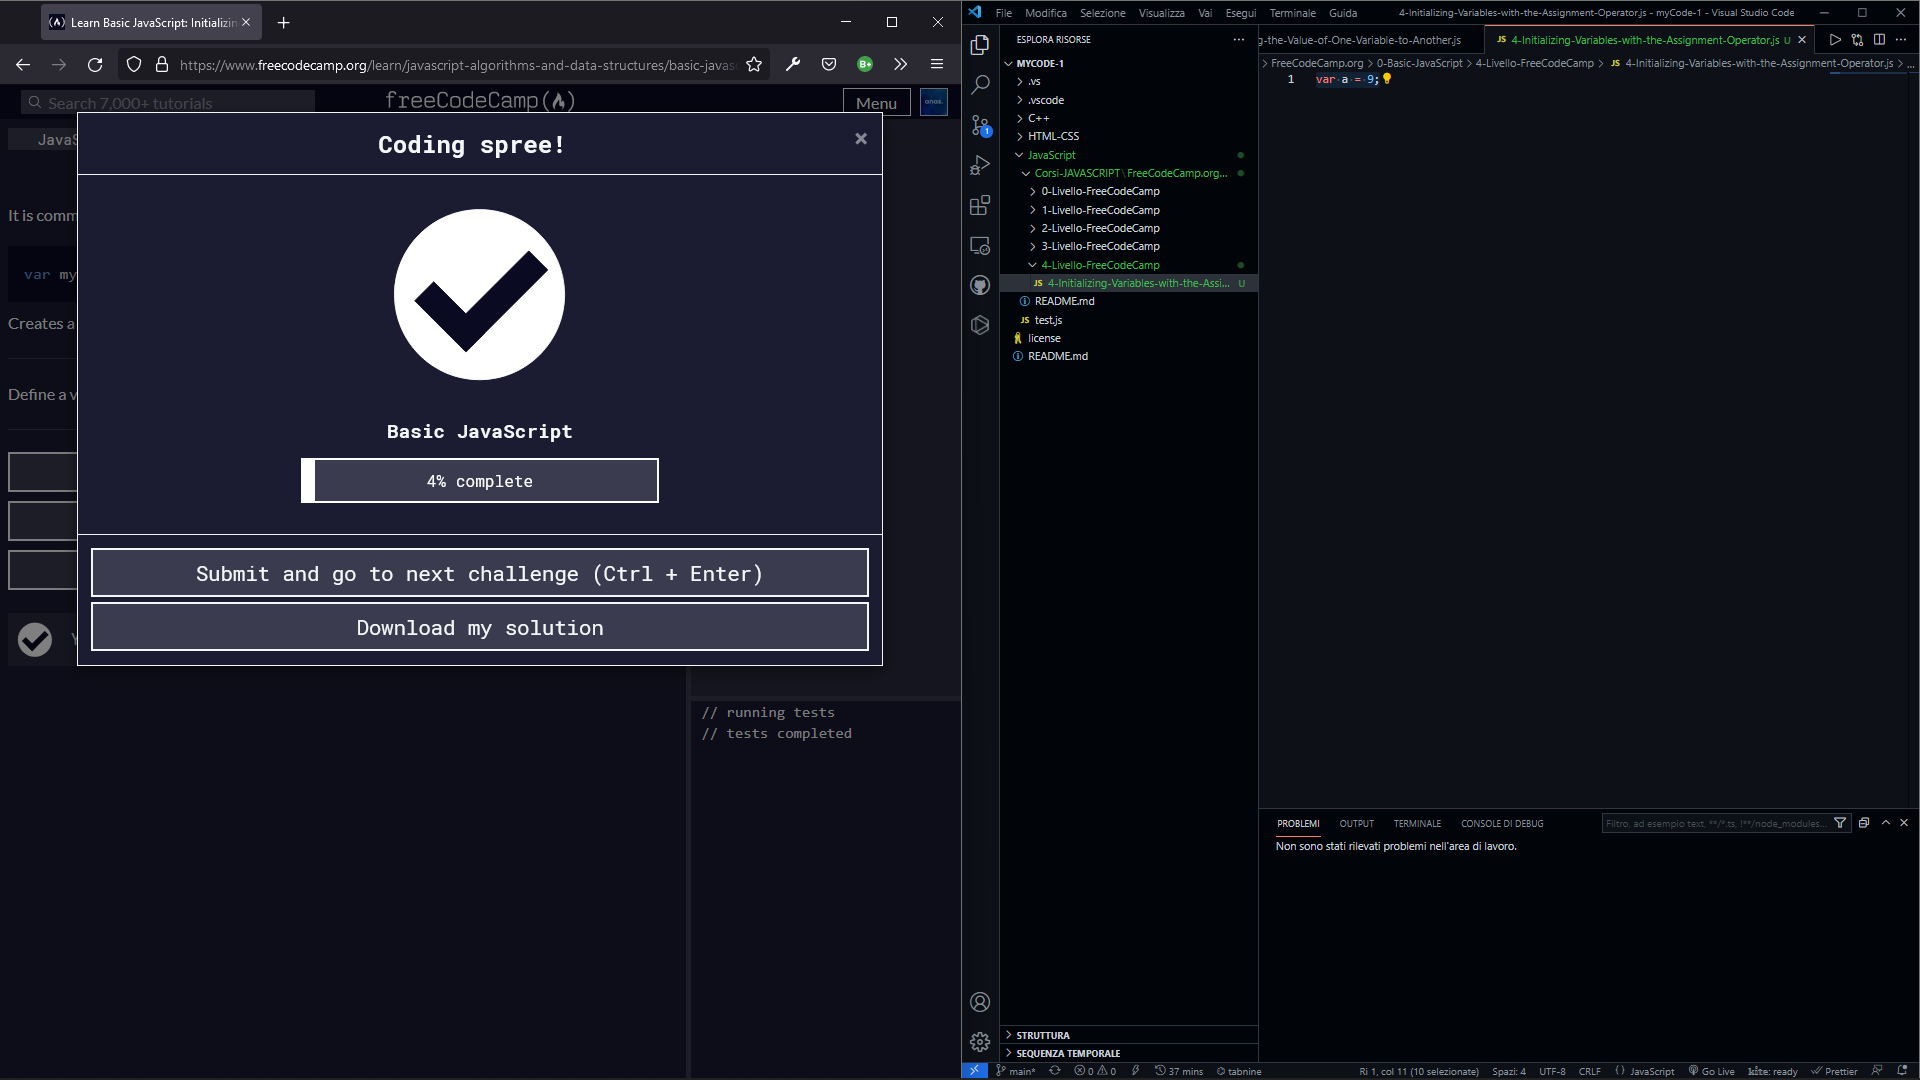 Learn Basic JavaScript: Initializin
https://www.freecodecamp.org/learn/javascript-algorithms-and-data-structures/basic-javas
Search 7,000+ tutorials
freeCodeCamp
Menu
JavaS
Coding spree!
It is comm
var my
Creates a
Define a v
Basic JavaScript
4% complete
Submit and go to next challenge (Ctrl + Enter)
Download my solution
// running tests
// tests completed
File Modifica Selezione Visualizza Vai Esegui Terminale Guida
4-Initializing-Variables-with-the-Assignment-Operator.js - myCode-1 - Visual Studio Code
ESPLORA RISORSE
g-the-Value-of-One-Variable-to-Another.js
JS 4-Initializing-Variables-with-the-Assignment-Operator.js U
FreeCodeCamp.org > 0-Basic-JavaScript > 4-Livello-FreeCodeCamp > JS 4-Initializing-Variables-with-the-Assignment-Operator.js > ...
1 var a = 9;
MYCODE-1
.vs
.vscode
C++
HTML-CSS
JavaScript
Corsi-JAVASCRIPT\FreeCodeCamp.org...
0-Livello-FreeCodeCamp
1-Livello-FreeCodeCamp
2-Livello-FreeCodeCamp
3-Livello-FreeCodeCamp
4-Livello-FreeCodeCamp
JS 4-Initializing-Variables-with-the-Assi... U
README.md
JS test.js
license
README.md
1
PROBLEMI OUTPUT TERMINALE CONSOLE DI DEBUG
Filtro, ad esempio text, **/*.ts, !**/node_modules...
Non sono stati rilevati problemi nell'area di lavoro.
STRUTTURA
SEQUENZA TEMPORALE
main* 0 0 37 mins tabnine
Ri 1, col 11 (10 selezionate) Spazi: 4 UTF-8 CRLF JavaScript Go Live kite: ready Prettier